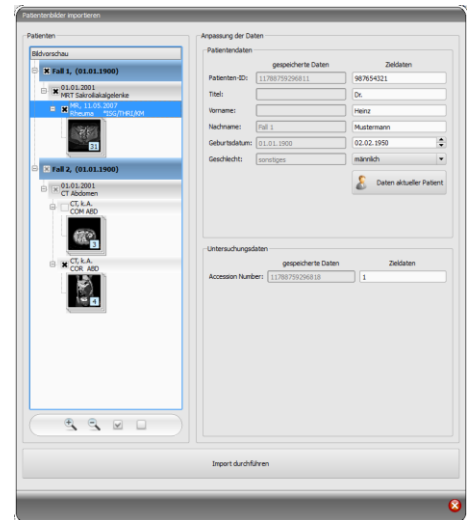 Patientenbilder importieren
Patienten
Bildvorschau
Fall 1, (01.01.1900)
01.01.2001
MRT Sakroiliakalgelenke
MR, 11.05.2007
Rheuma *ISG/THRI/KM
31
Fall 2, (01.01.1900)
01.01.2001
CT Abdomen
CT, k.A.
COM ABD
3
CT, k.A.
COR ABD
4
Anpassung der Daten
Patientendaten
gespeicherte Daten Zieldaten
Patienten-ID: 11788759296811 987654321
Titel: Dr.
Vorname: Heinz
Nachname: Fall 1 Mustermann
Geburtsdatum: 01.01.1900 02.02.1950
Geschlecht: sonstiges männlich
Daten aktueller Patient
Untersuchungsdaten
gespeicherte Daten Zieldaten
Accession Number: 11788759296818 1
Import durchführen